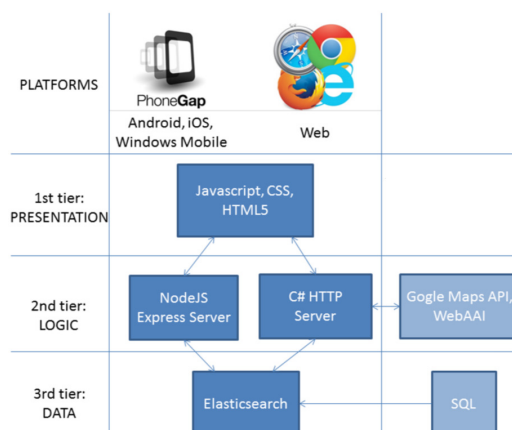 PLATFORMS
PhoneGap
Android, iOS,
Windows Mobile
Web
1st tier:
PRESENTATION
Javascript, CSS,
HTML5
2nd tier:
LOGIC
NodeJS
Express Server
C# HTTP
Server
Gogle Maps API,
WebAAI
3rd tier:
DATA
Elasticsearch
SQL